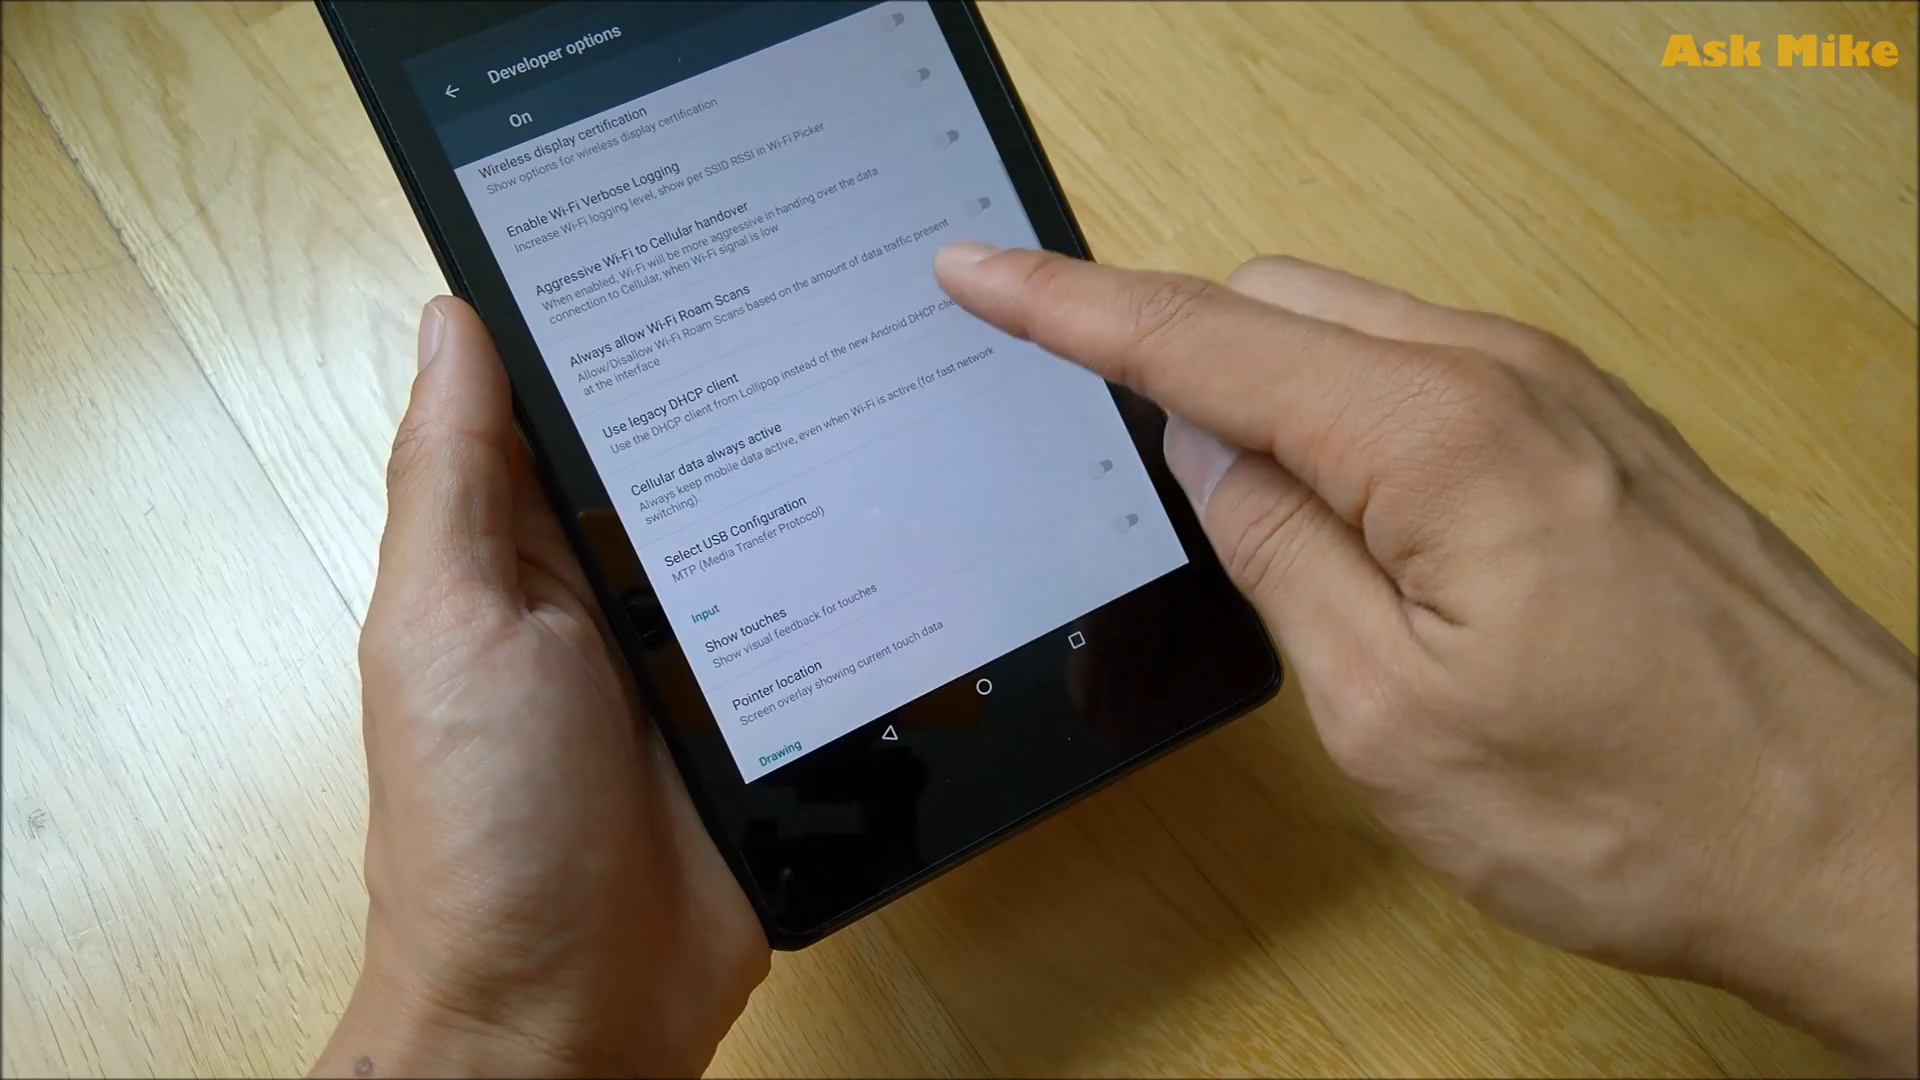 Ask Mike
Developer options
On
Wireless display certification
Show options for wireless display certification
Enable Wi-Fi Verbose Logging
Increase Wi-Fi logging level, show per SSID RSSI in Wi-Fi Picker
Aggressive Wi-Fi to Cellular handover
When enabled, Wi-Fi will be more aggressive in handing over the data
connection to Cellular, when Wi-Fi signal is low
Always allow Wi-Fi Roam Scans
Allow/Disallow Wi-Fi Roam Scans based on the amount of data traffic present
at the interface
Use legacy DHCP client
Use the DHCP client from Lollipop instead of the new Android DHCP
Cellular data always active
Always keep mobile data active, even when Wi-Fi is active (for fast network
switching).
Select USB Configuration
MTP (Media Transfer Protocol)
Input
Show touches
Show visual feedback for touches
Pointer location
Screen overlay showing current touch data
Drawing